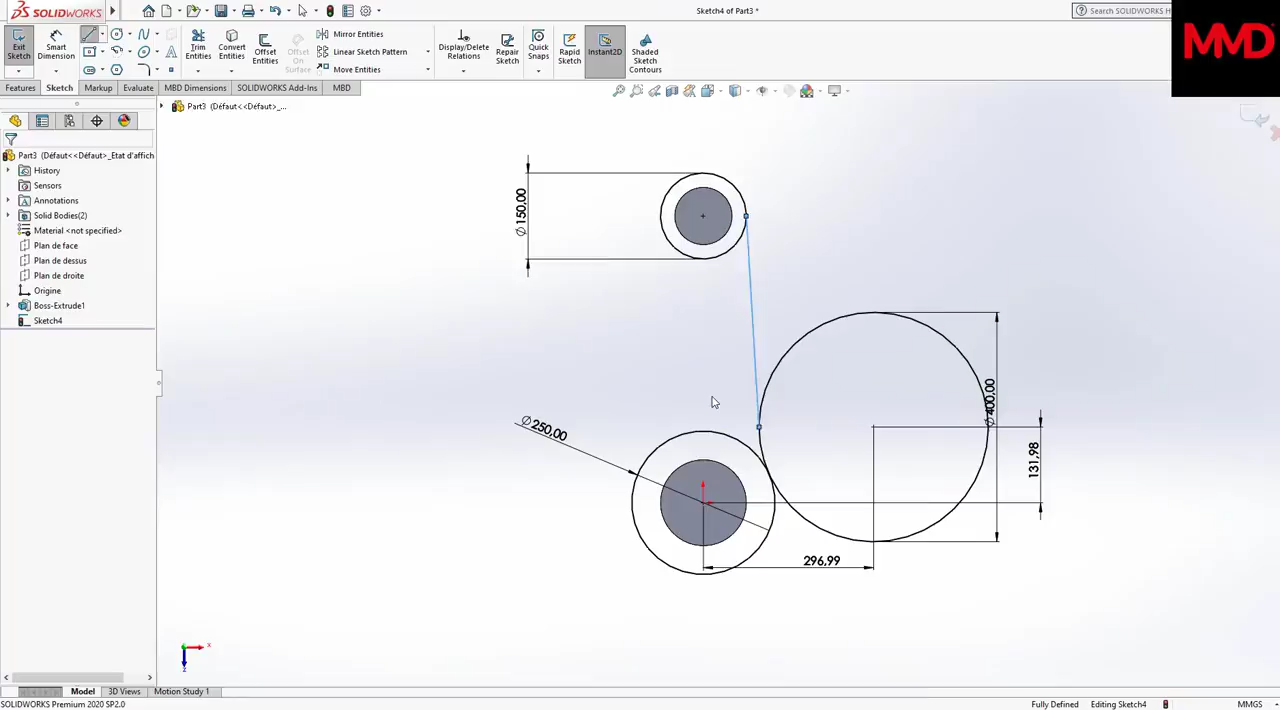 SOLIDWORKS
Sketch4 of Part3 *
Search SOLIDWORKS H
MMD
Exit Sketch
Smart Dimension
Trim Entities
Convert Entities
Offset Entities
Offset On Surface
Mirror Entities
Linear Sketch Pattern
Move Entities
Display/Delete Relations
Repair Sketch
Quick Snaps
Rapid Sketch
Instant2D
Shaded Sketch Contours
Features
Sketch
Markup
Evaluate
MBD Dimensions
SOLIDWORKS Add-Ins
MBD
Part3 (Défaut<<Défaut>_...
Part3 (Défaut<<Défaut>_Etat d'affich
History
Sensors
Annotations
Solid Bodies(2)
Material <not specified>
Plan de face
Plan de dessus
Plan de droite
Origine
Boss-Extrude1
Sketch4
∅150,00
∅250,00
∅400,00
131,98
296,99
x
z
Model
3D Views
Motion Study 1
SOLIDWORKS Premium 2020 SP2.0
Fully Defined
Editing Sketch4
MMGS